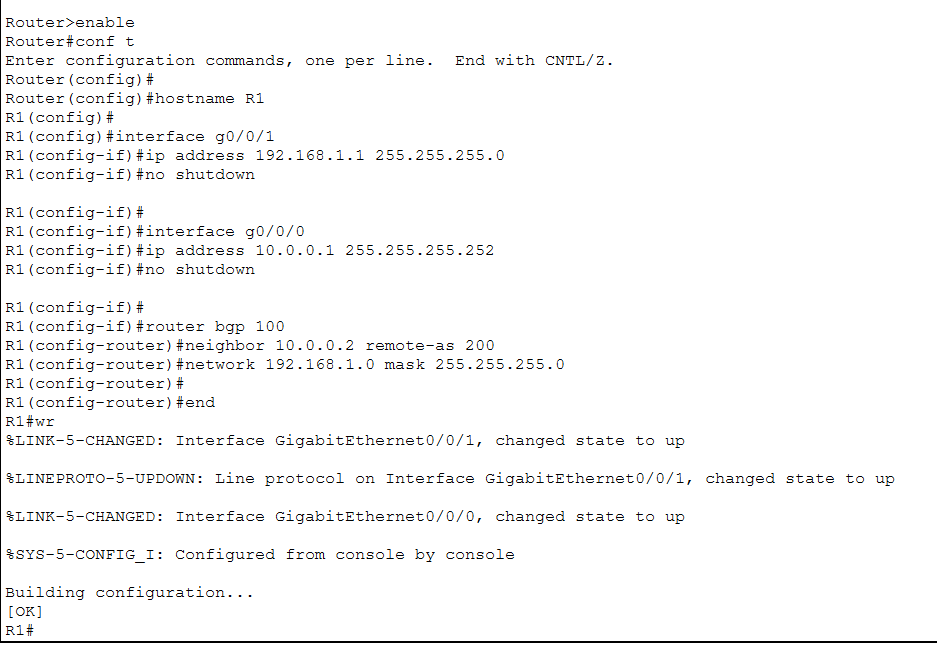 Router>enable
Router#conf t
Enter configuration commands, one per line.  End with CNTL/Z.
Router(config)#
Router(config)#hostname R1
R1(config)#
R1(config)#interface g0/0/1
R1(config-if)#ip address 192.168.1.1 255.255.255.0
R1(config-if)#no shutdown
R1(config-if)#
R1(config-if)#interface g0/0/0
R1(config-if)#ip address 10.0.0.1 255.255.255.252
R1(config-if)#no shutdown
R1(config-if)#
R1(config-if)#router bgp 100
R1(config-router)#neighbor 10.0.0.2 remote-as 200
R1(config-router)#network 192.168.1.0 mask 255.255.255.0
R1(config-router)#
R1(config-router)#end
R1#wr
%LINK-5-CHANGED: Interface GigabitEthernet0/0/1, changed state to up
%LINEPROTO-5-UPDOWN: Line protocol on Interface GigabitEthernet0/0/1, changed state to up
%LINK-5-CHANGED: Interface GigabitEthernet0/0/0, changed state to up
%SYS-5-CONFIG_I: Configured from console by console
Building configuration...
[OK]
R1#